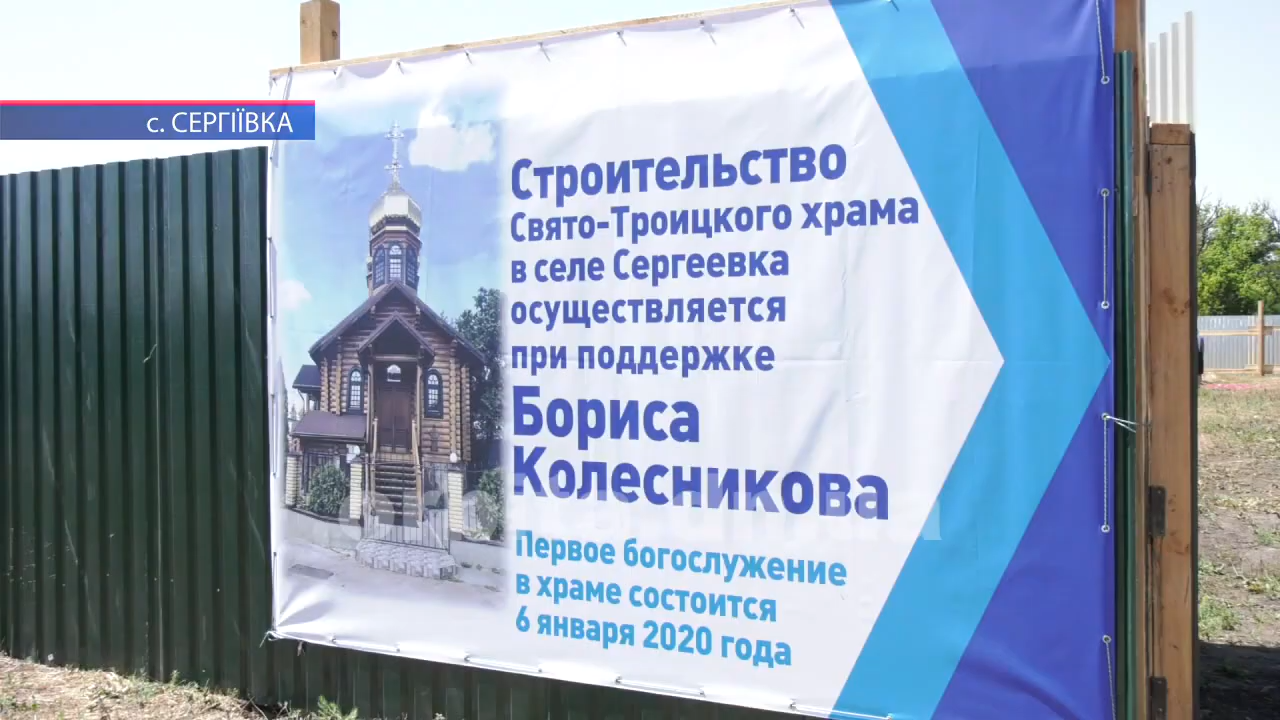 с. СЕРГІЇВКА
Строительство
Свято-Троицкого храма
в селе Сергеевка
осуществляется
при поддержке
Бориса
Колесникова
Первое богослужение
в храме состоится
6 января 2020 года